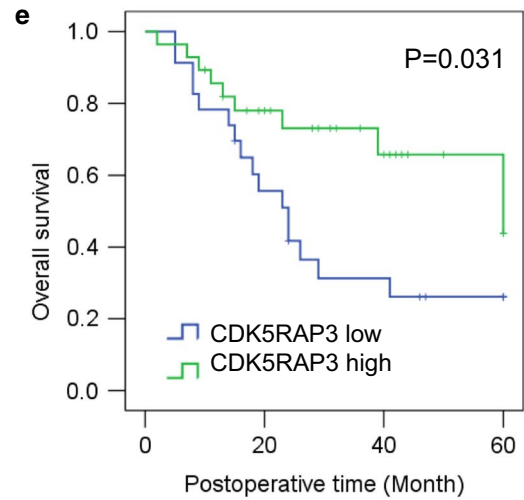 e
P=0.031
Overall survival
1.0
0.8
0.6
0.4
0.2
0.0
CDK5RAP3 low
CDK5RAP3 high
0 20 40 60
Postoperative time (Month)